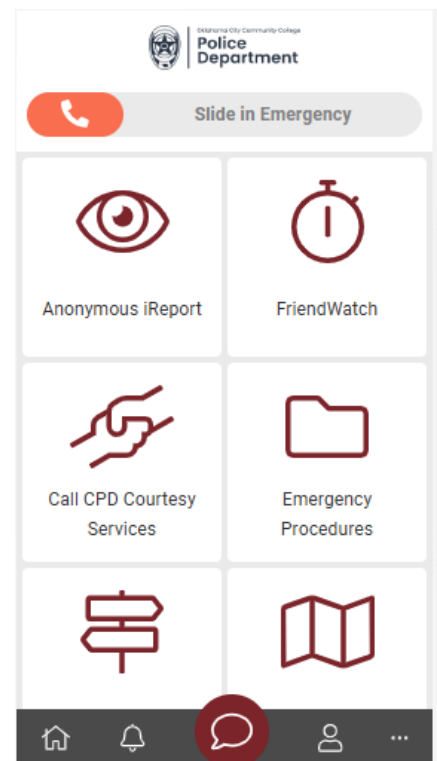 Oklahoma City Community College
Police
Department
Slide in Emergency
Anonymous iReport
FriendWatch
Call CPD Courtesy
Services
Emergency
Procedures